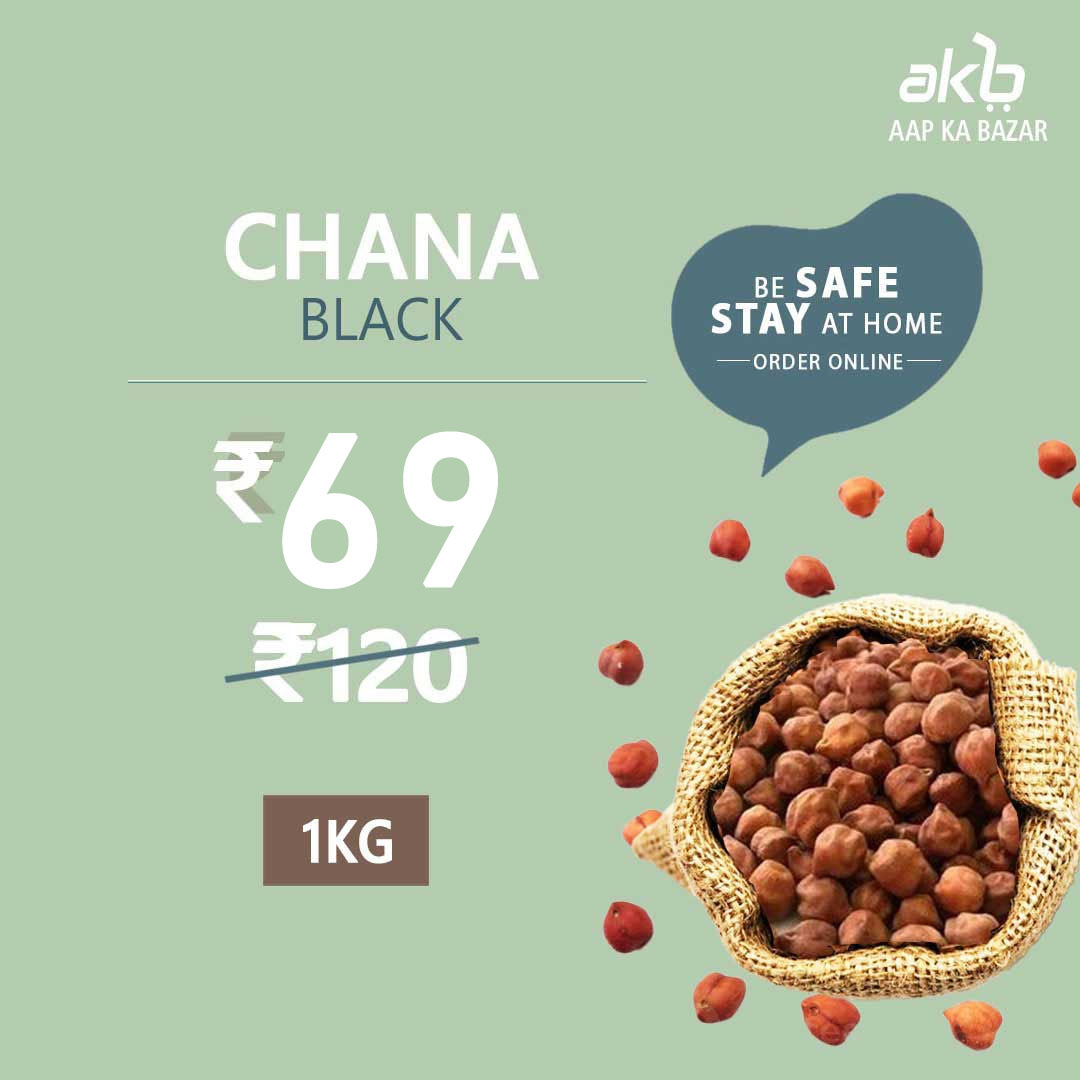 akb
AAP KA BAZAR
CHANA
BLACK
BE SAFE
STAY AT HOME
ORDER ONLINE
₹69
₹120
1KG